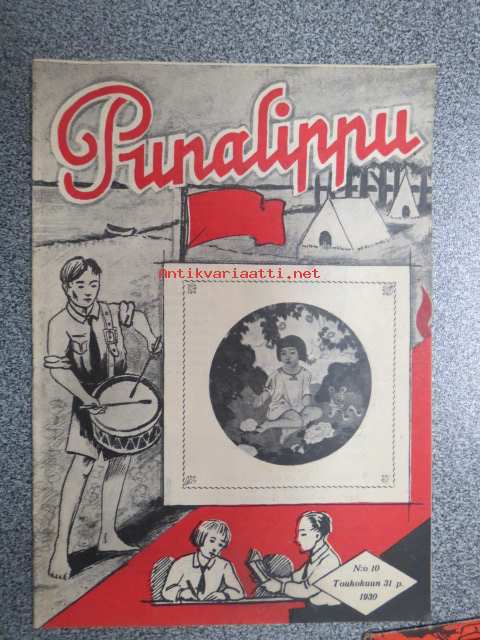 Punalippu
Antikvariaatti.net
N:o 10
Toukokuun 31 p.
1930